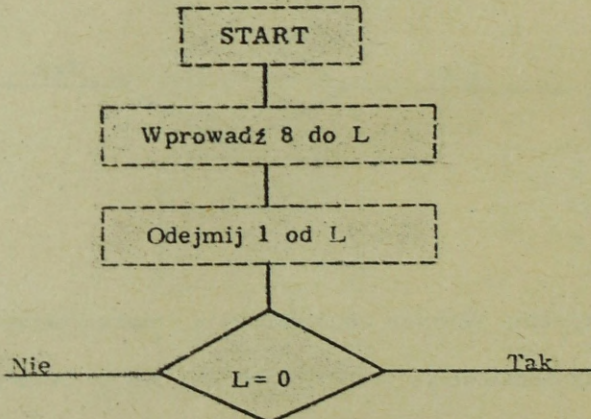 START
Wprowadź 8 do L
Odejmij 1 od L
Nie
L = 0
Tak